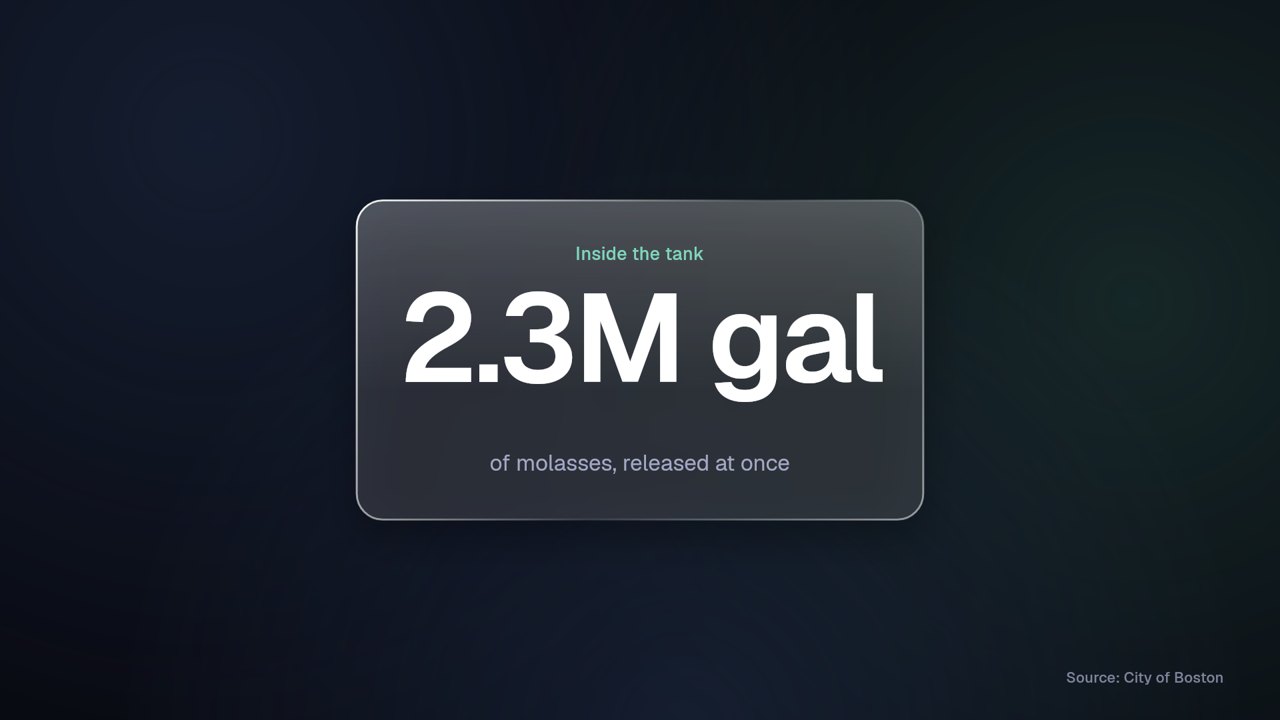 Inside the tank
2.3M gal
of molasses, released at once
Source: City of Boston